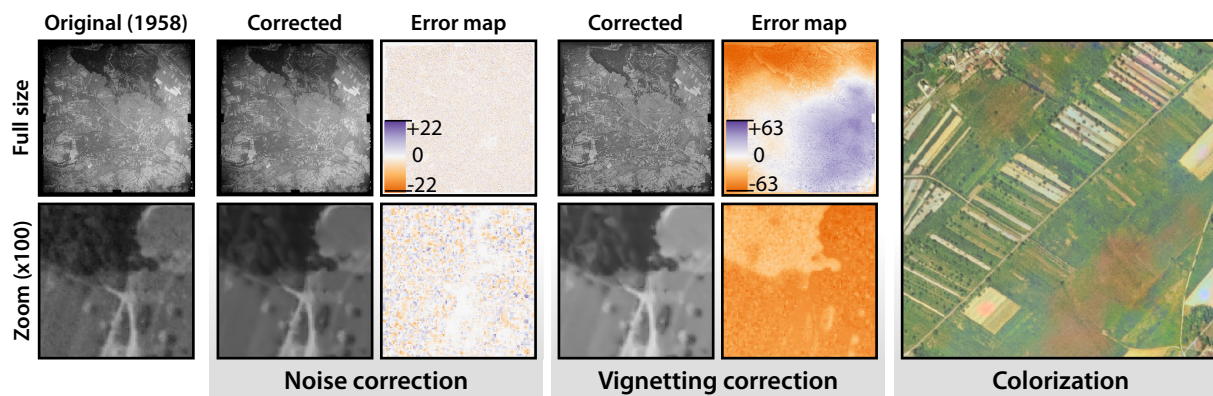 Original (1958) Corrected Error map Corrected Error map
Full size
+22
0
-22
+63
0
-63
Zoom (x100)
Noise correction Vignetting correction Colorization